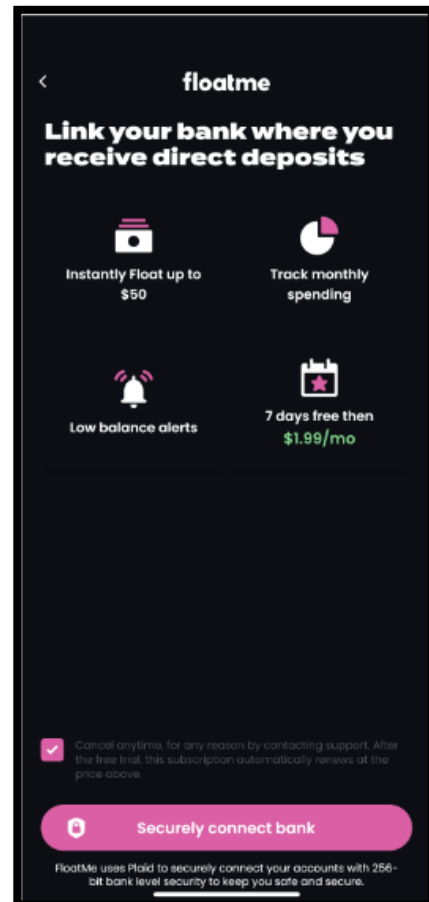 floatme
Link your bank where you
receive direct deposits
Instantly Float up to
$50
Track monthly
spending
Low balance alerts
7 days free then
$1.99/mo
Cancel anytime, for any reason by contacting support. After
the free trial, this subscription automatically renews at the
price above.
Securely connect bank
FloatMe uses Plaid to securely connect your accounts with 256-
bit bank level security to keep you safe and secure.